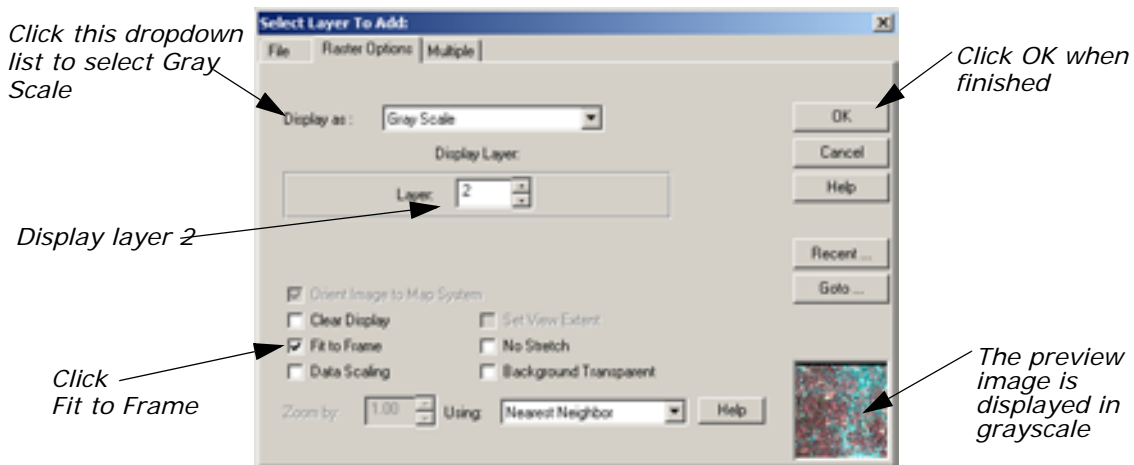 Select Layer To Add:
Click this dropdown
list to select Gray
Scale
File Raster Options Multiple
Click OK when
finished
Display as : Gray Scale
OK
Display Layer:
Cancel
Layer: 2
Help
Display layer 2
Recent ...
Goto ...
Orient Image to Map System
Clear Display Set View Extent
Fit to Frame No Stretch
Data Scaling Background Transparent
Click
Fit to Frame
Zoom by: 1.00 Using: Nearest Neighbor Help
The preview
image is
displayed in
grayscale